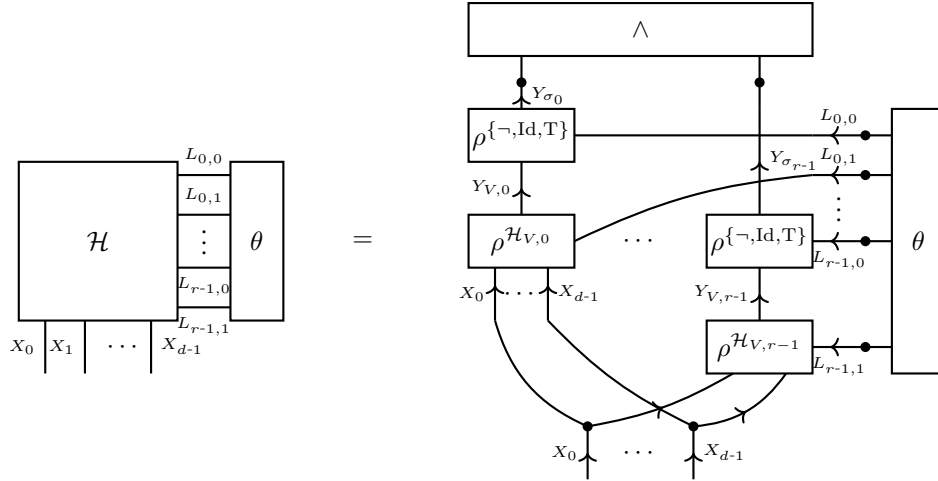 ∧
Y_{σ_0}
ρ^{{¬,Id,T}}
L_{0,0}
L_{0,0}
L_{0,1}
Y_{σ_{r-1}}
L_{0,1}
Y_{V,0}
⋮
ℋ
⋮
θ
=
ρ^{ℋ_{V,0}}
⋯
ρ^{{¬,Id,T}}
θ
L_{r-1,0}
L_{r-1,0}
X_0
⋯
X_{d-1}
Y_{V,r-1}
L_{r-1,1}
X_0
X_1
⋯
X_{d-1}
ρ^{ℋ_{V,r-1}}
L_{r-1,1}
X_0
⋯
X_{d-1}